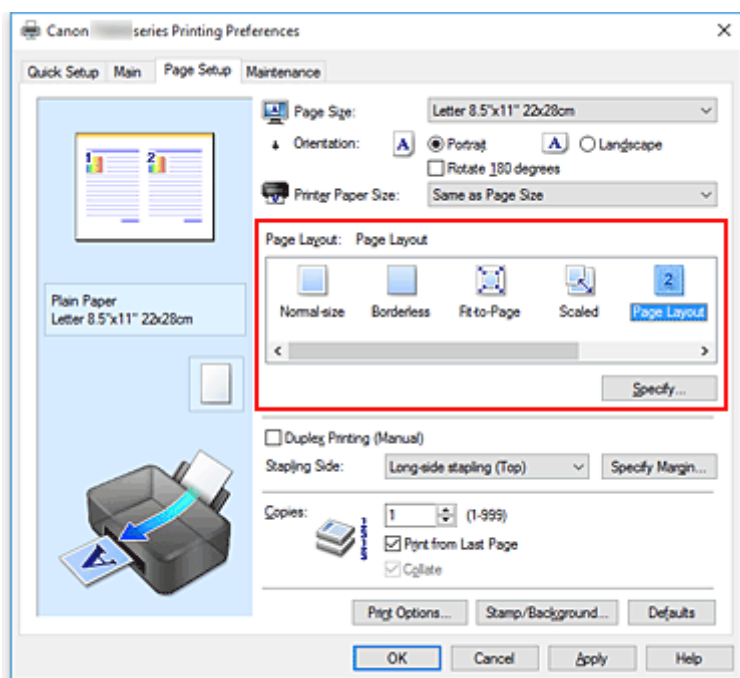 Canon series Printing Preferences
Quick Setup Main Page Setup Maintenance
1 2
Page Size: Letter 8.5"x11" 22x28cm
Orientation: A Portrait A Landscape
Rotate 180 degrees
Printer Paper Size: Same as Page Size
Page Layout: Page Layout
2
Normal-size Borderless Fit-to-Page Scaled Page Layout
Plain Paper
Letter 8.5"x11" 22x28cm
Specify...
Duplex Printing (Manual)
Stapling Side: Long-side stapling (Top) Specify Margin...
Copies: 1 (1-999)
Print from Last Page
Collate
A
Print Options... Stamp/Background... Defaults
OK Cancel Apply Help